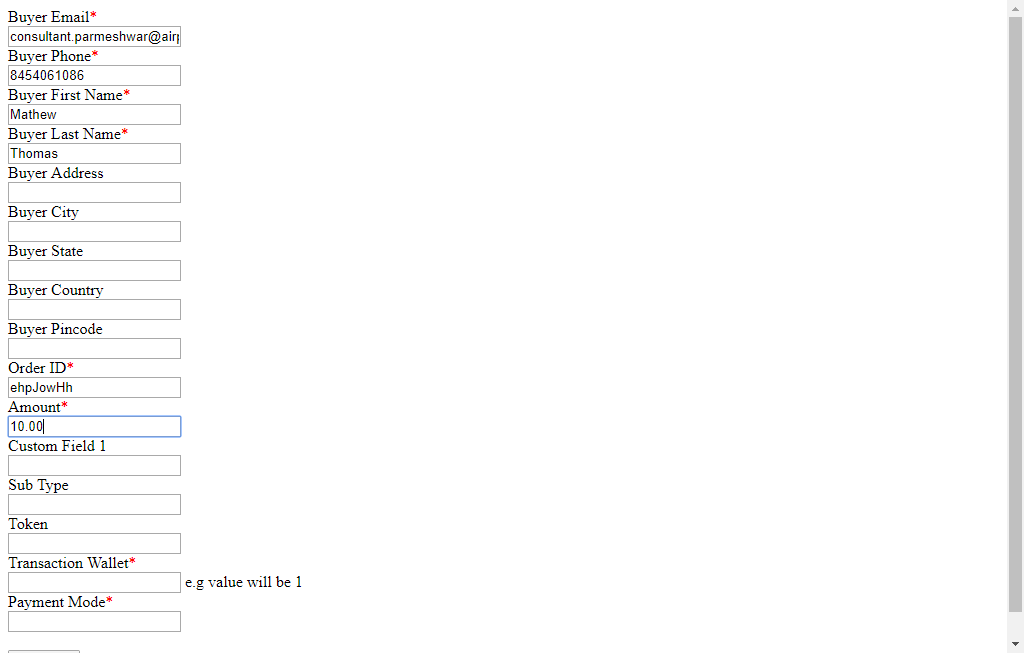 Buyer Email*
consultant.parmeshwar@air
Buyer Phone*
8454061086
Buyer First Name*
Mathew
Buyer Last Name*
Thomas
Buyer Address
Buyer City
Buyer State
Buyer Country
Buyer Pincode
Order ID*
ehpJowHh
Amount*
10.00
Custom Field 1
Sub Type
Token
Transaction Wallet*
e.g value will be 1
Payment Mode*